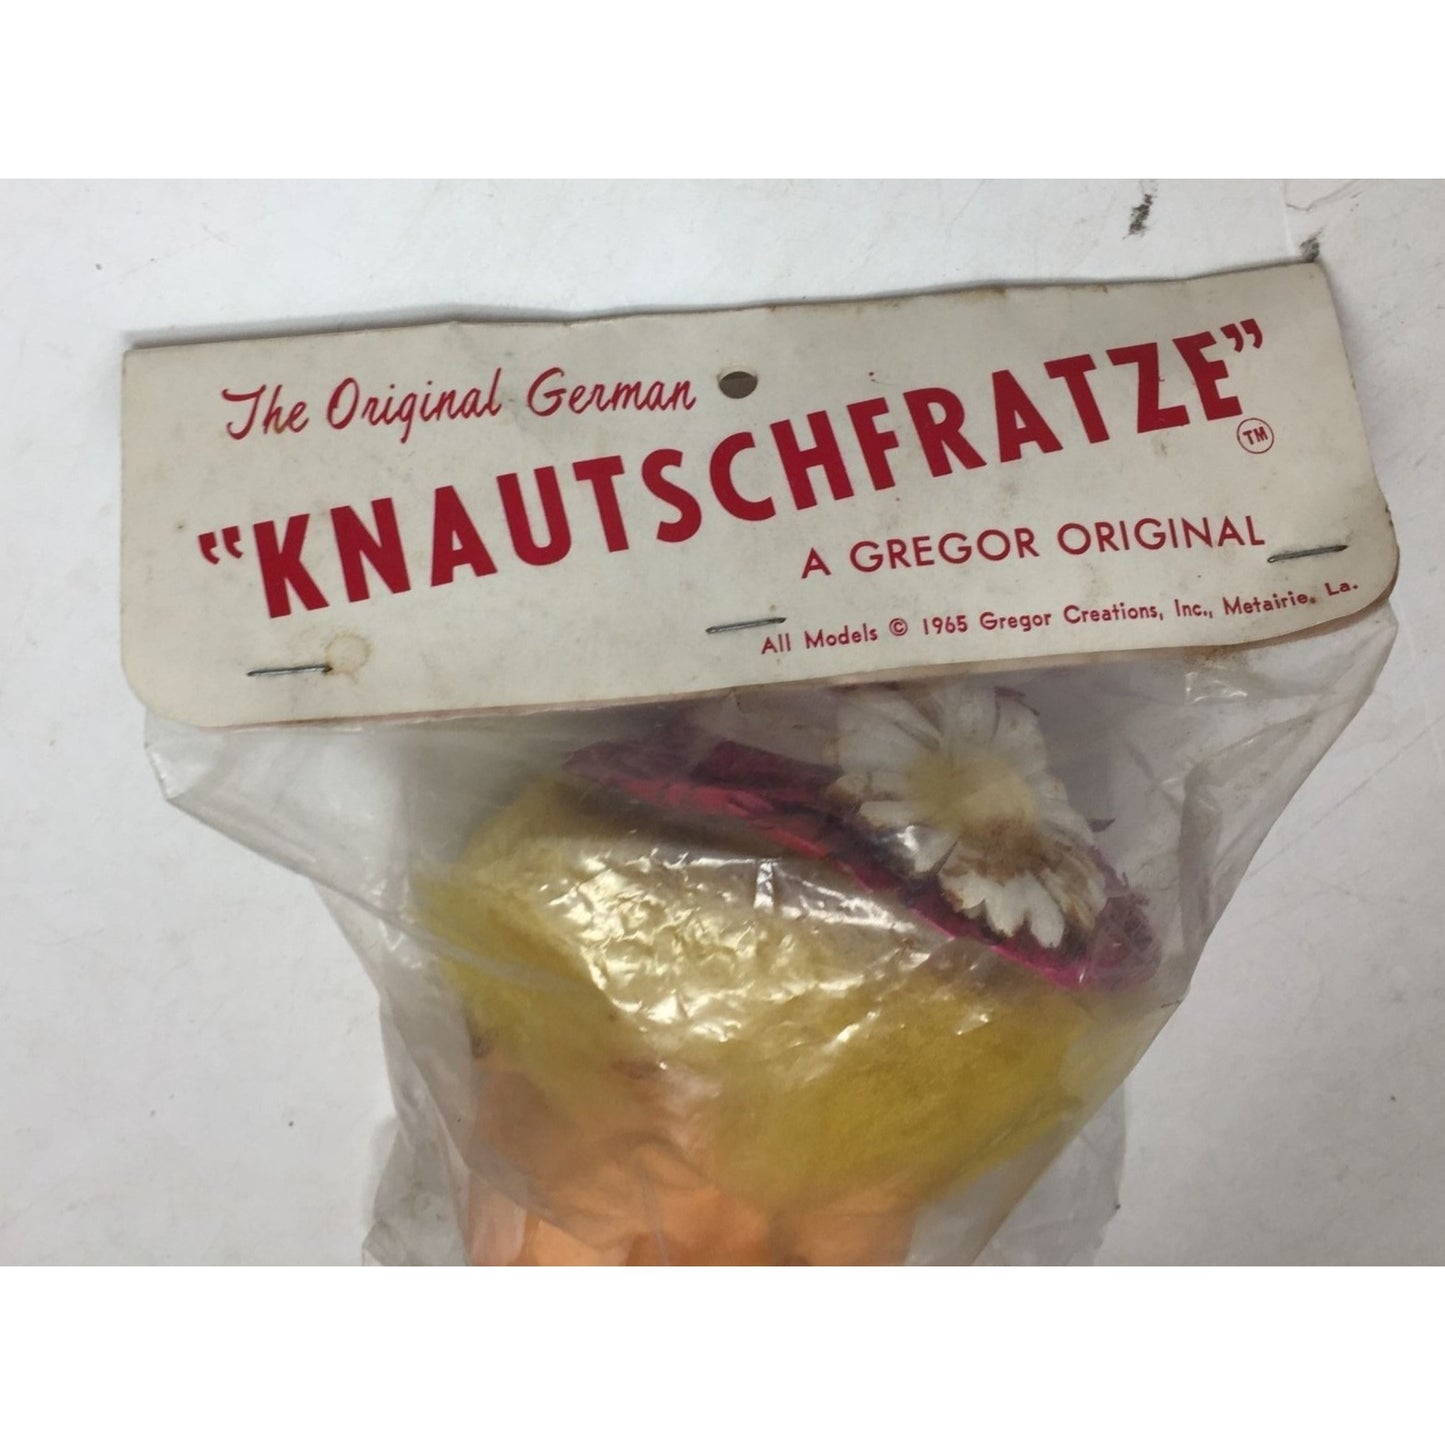 The Original German
“KNAUTSCHFRATZE”
TM
A GREGOR ORIGINAL
All Models © 1965 Gregor Creations, Inc., Metairie, La.